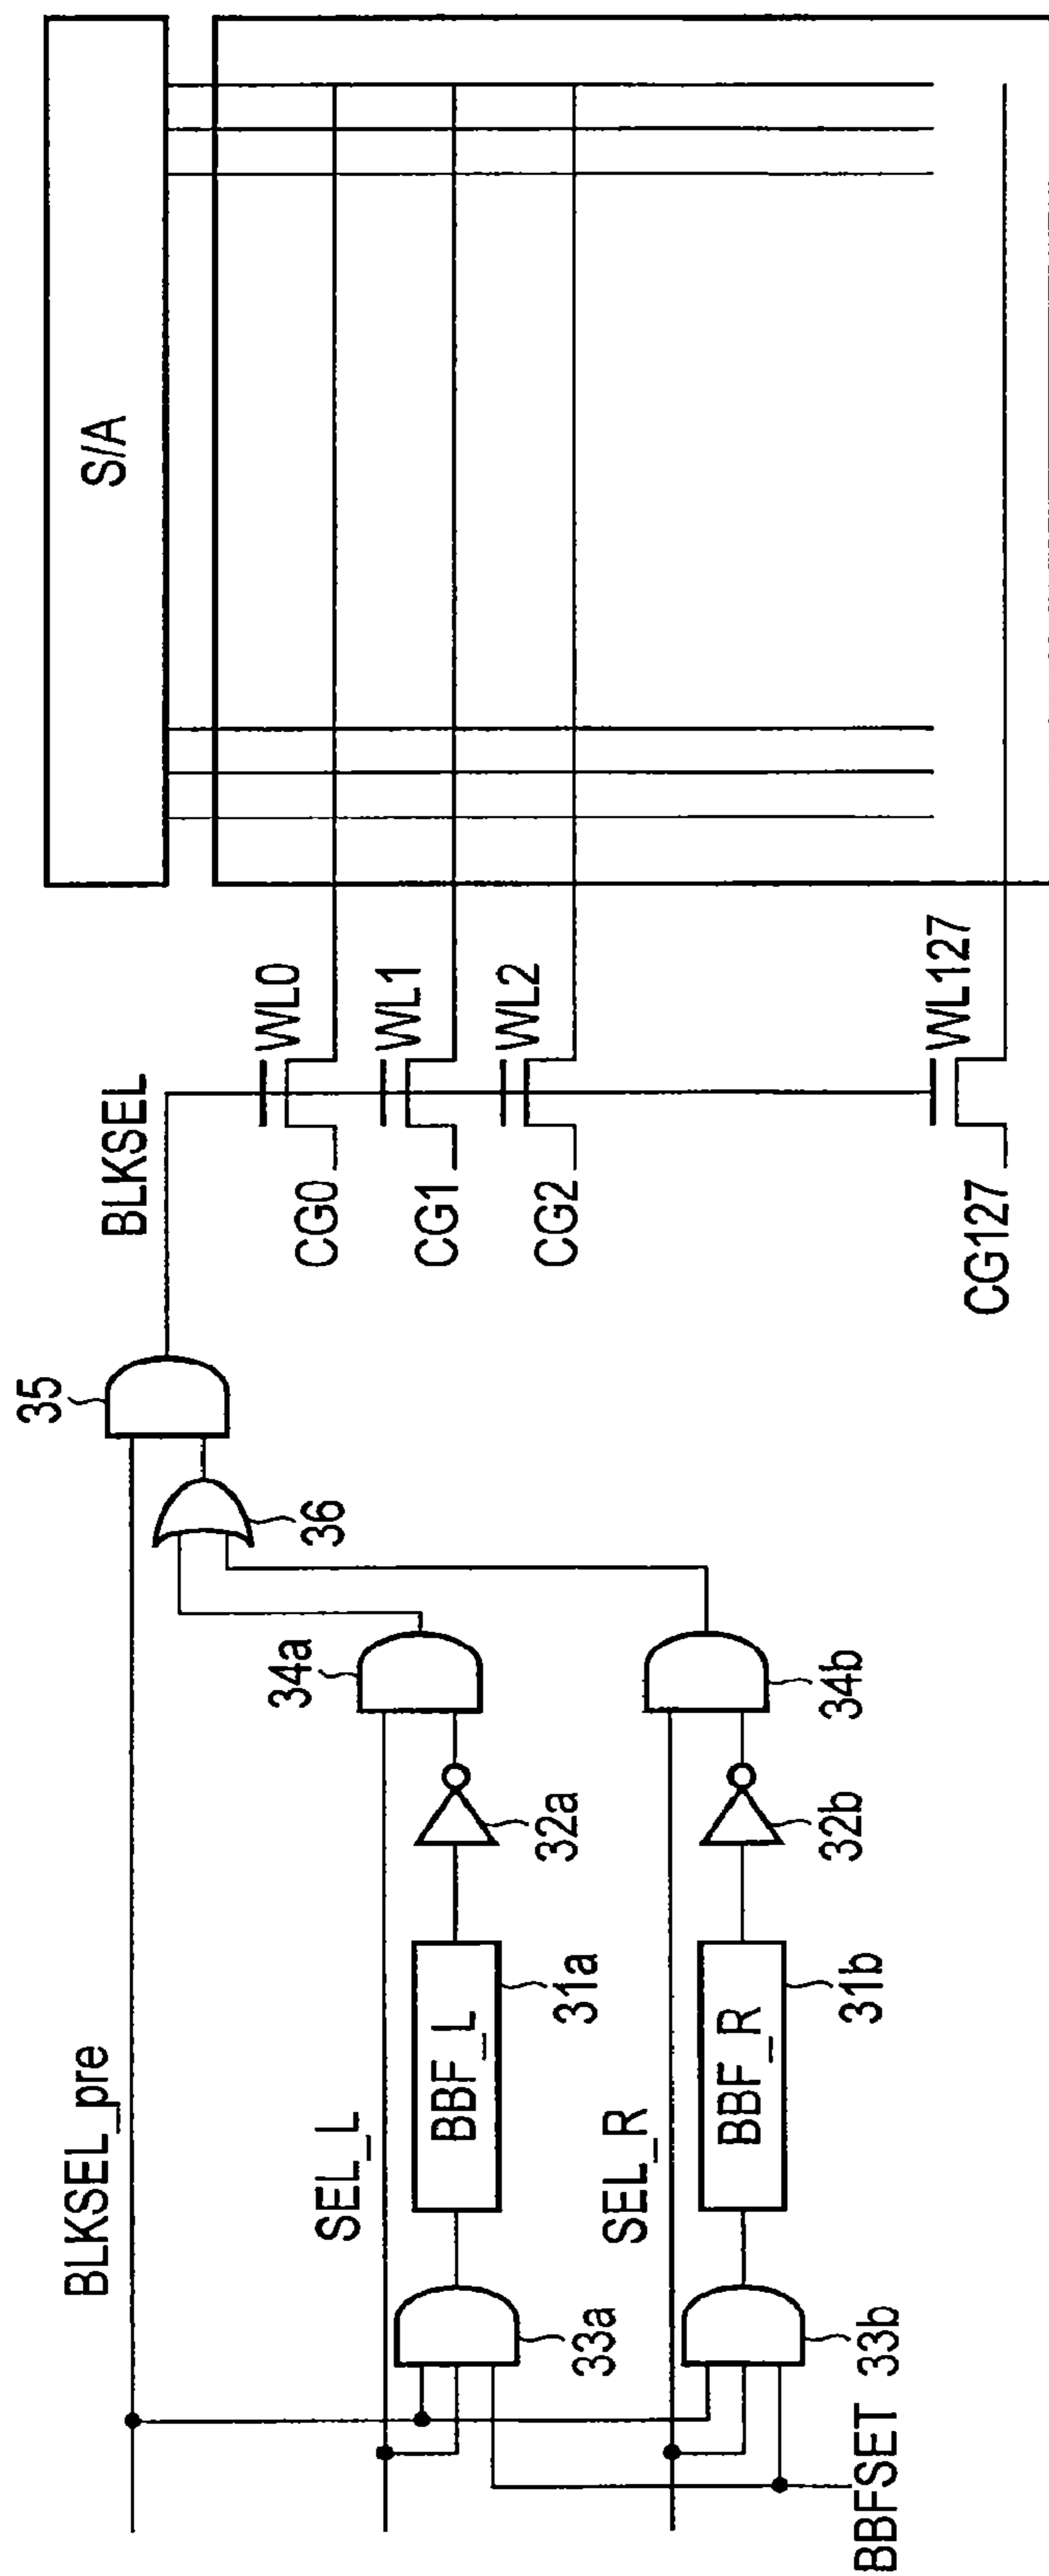 BLKSEL_pre
SEL_L
BBF_L
31a
32a
33a
34a
SEL_R
BBF_R
31b
32b
33b
34b
BBFSET
35
36
BLKSEL
WL0
CG0
WL1
CG1
WL2
CG2
WL127
CG127
S/A